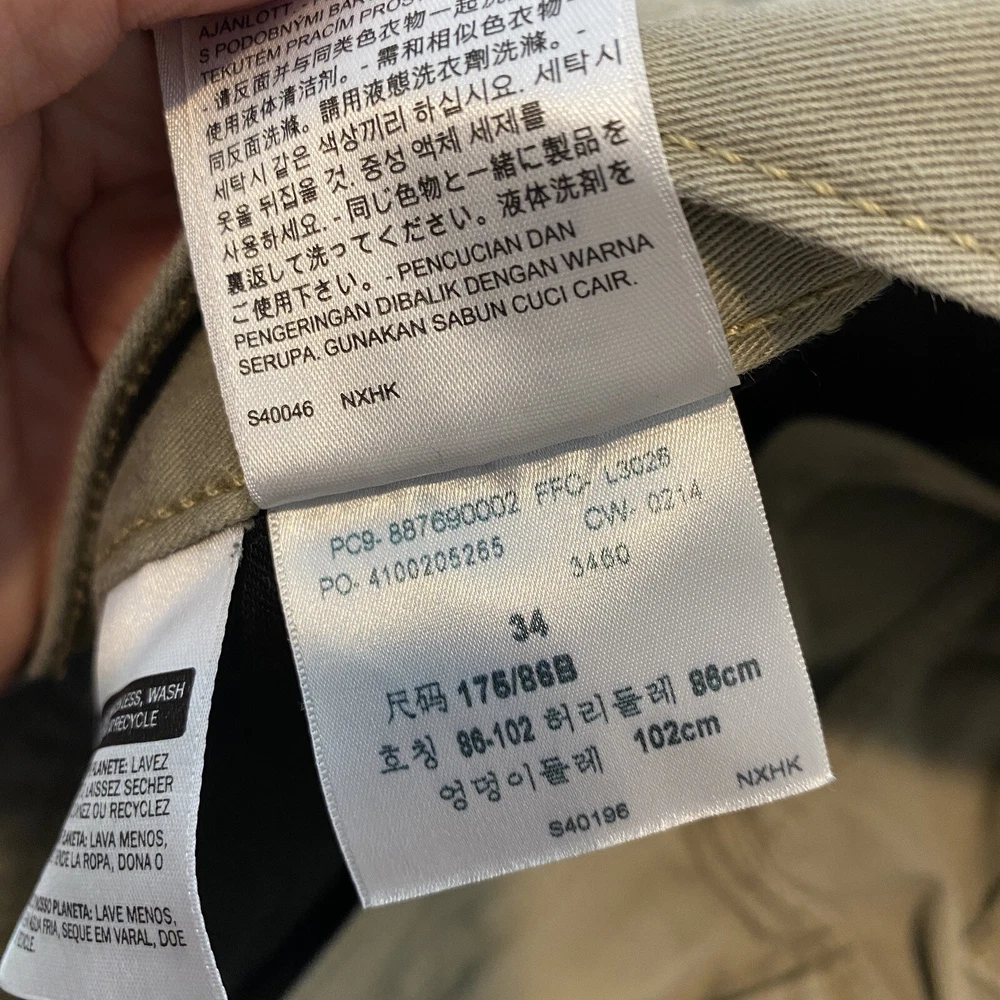 AJÁNLOTT.
S PODOBNÝMI BAR
TEKUTEM PRACÍM PROS
- 请反面并与同类色衣物一起洗
使用液体清洁剂。- 需和相似色衣物
同反面洗滌。請用液態洗衣劑洗滌。-
세탁시 같은 색상끼리 하십시요. 세탁시
옷을 뒤집을 것. 중성 액체 세제를
사용하세요. - 同じ色物と一緒に製品を
裏返して洗ってください。液体洗剤を
ご使用下さい。- PENCUCIAN DAN
PENGERINGAN DIBALIK DENGAN WARNA
SERUPA. GUNAKAN SABUN CUCI CAIR.
S40046 NXHK
PC9- 887690002 FFC- L3026
PO- 4100205265 CW- 0214
3460
34
尺码 175/86B
호칭 86-102 허리둘레 86cm
엉덩이둘레 102cm
S40196 NXHK
LESS, WASH
RECYCLE
PLANETE: LAVEZ
LAISSEZ SECHER
NEZ OU RECYCLEZ
PLANETA: LAVA MENOS,
LA ROPA, DONA O
NOSSO PLANETA: LAVE MENOS,
ÁGUA FRIA, SEQUE EM VARAL, DOE